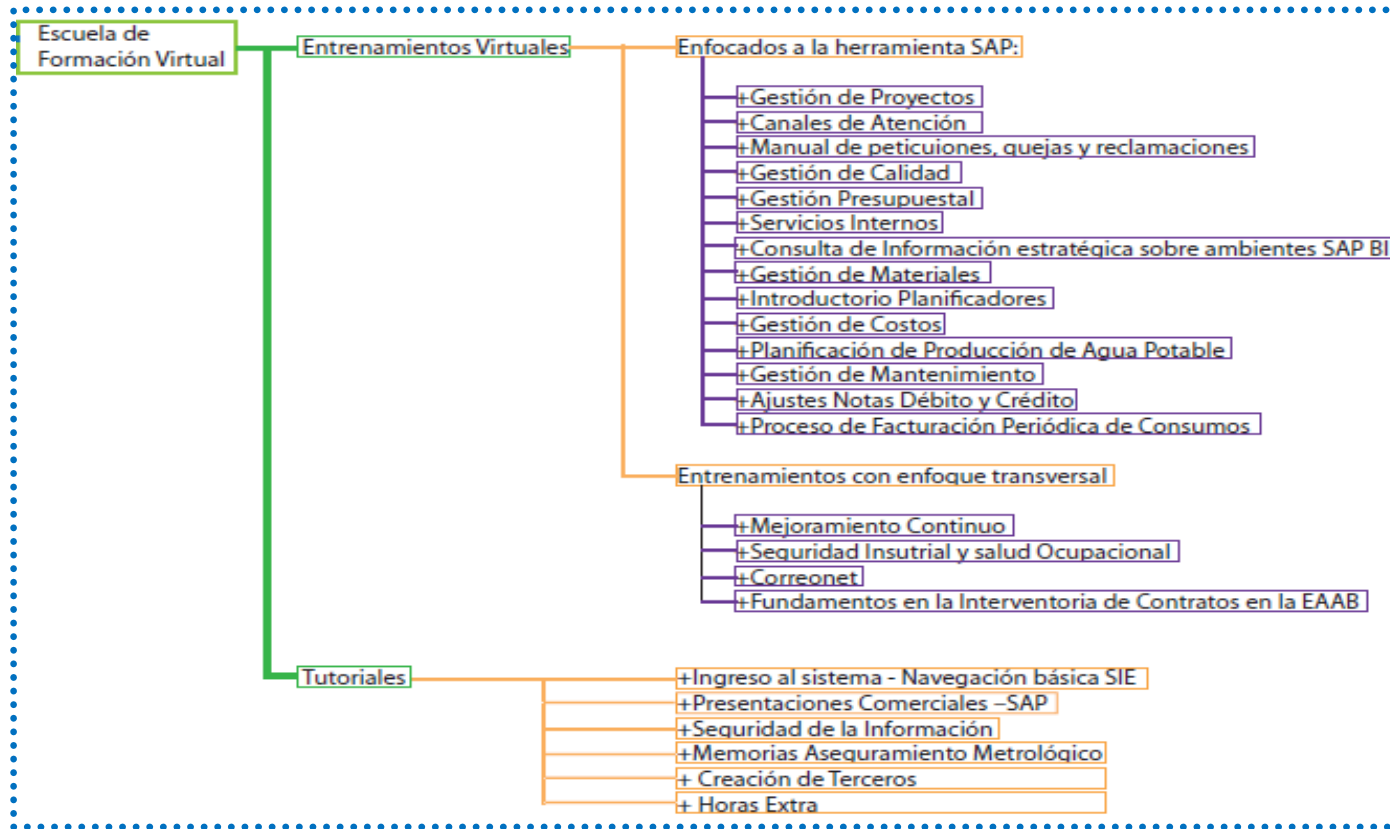 Escuela de
Formación Virtual
Entrenamientos Virtuales
Enfocados a la herramienta SAP:
+Gestión de Proyectos
+Canales de Atención
+Manual de peticuiones, quejas y reclamaciones
+Gestión de Calidad
+Gestión Presupuestal
+Servicios Internos
+Consulta de Información estratégica sobre ambientes SAP BI
+Gestión de Materiales
+Introductorio Planificadores
+Gestión de Costos
+Planificación de Producción de Agua Potable
+Gestión de Mantenimiento
+Ajustes Notas Débito y Crédito
+Proceso de Facturación Periódica de Consumos
Entrenamientos con enfoque transversal
+Mejoramiento Continuo
+Seguridad Insutrial y salud Ocupacional
+Correonet
+Fundamentos en la Interventoria de Contratos en la EAAB
Tutoriales
+Ingreso al sistema - Navegación básica SIE
+Presentaciones Comerciales –SAP
+Seguridad de la Información
+Memorias Aseguramiento Metrológico
+ Creación de Terceros
+ Horas Extra